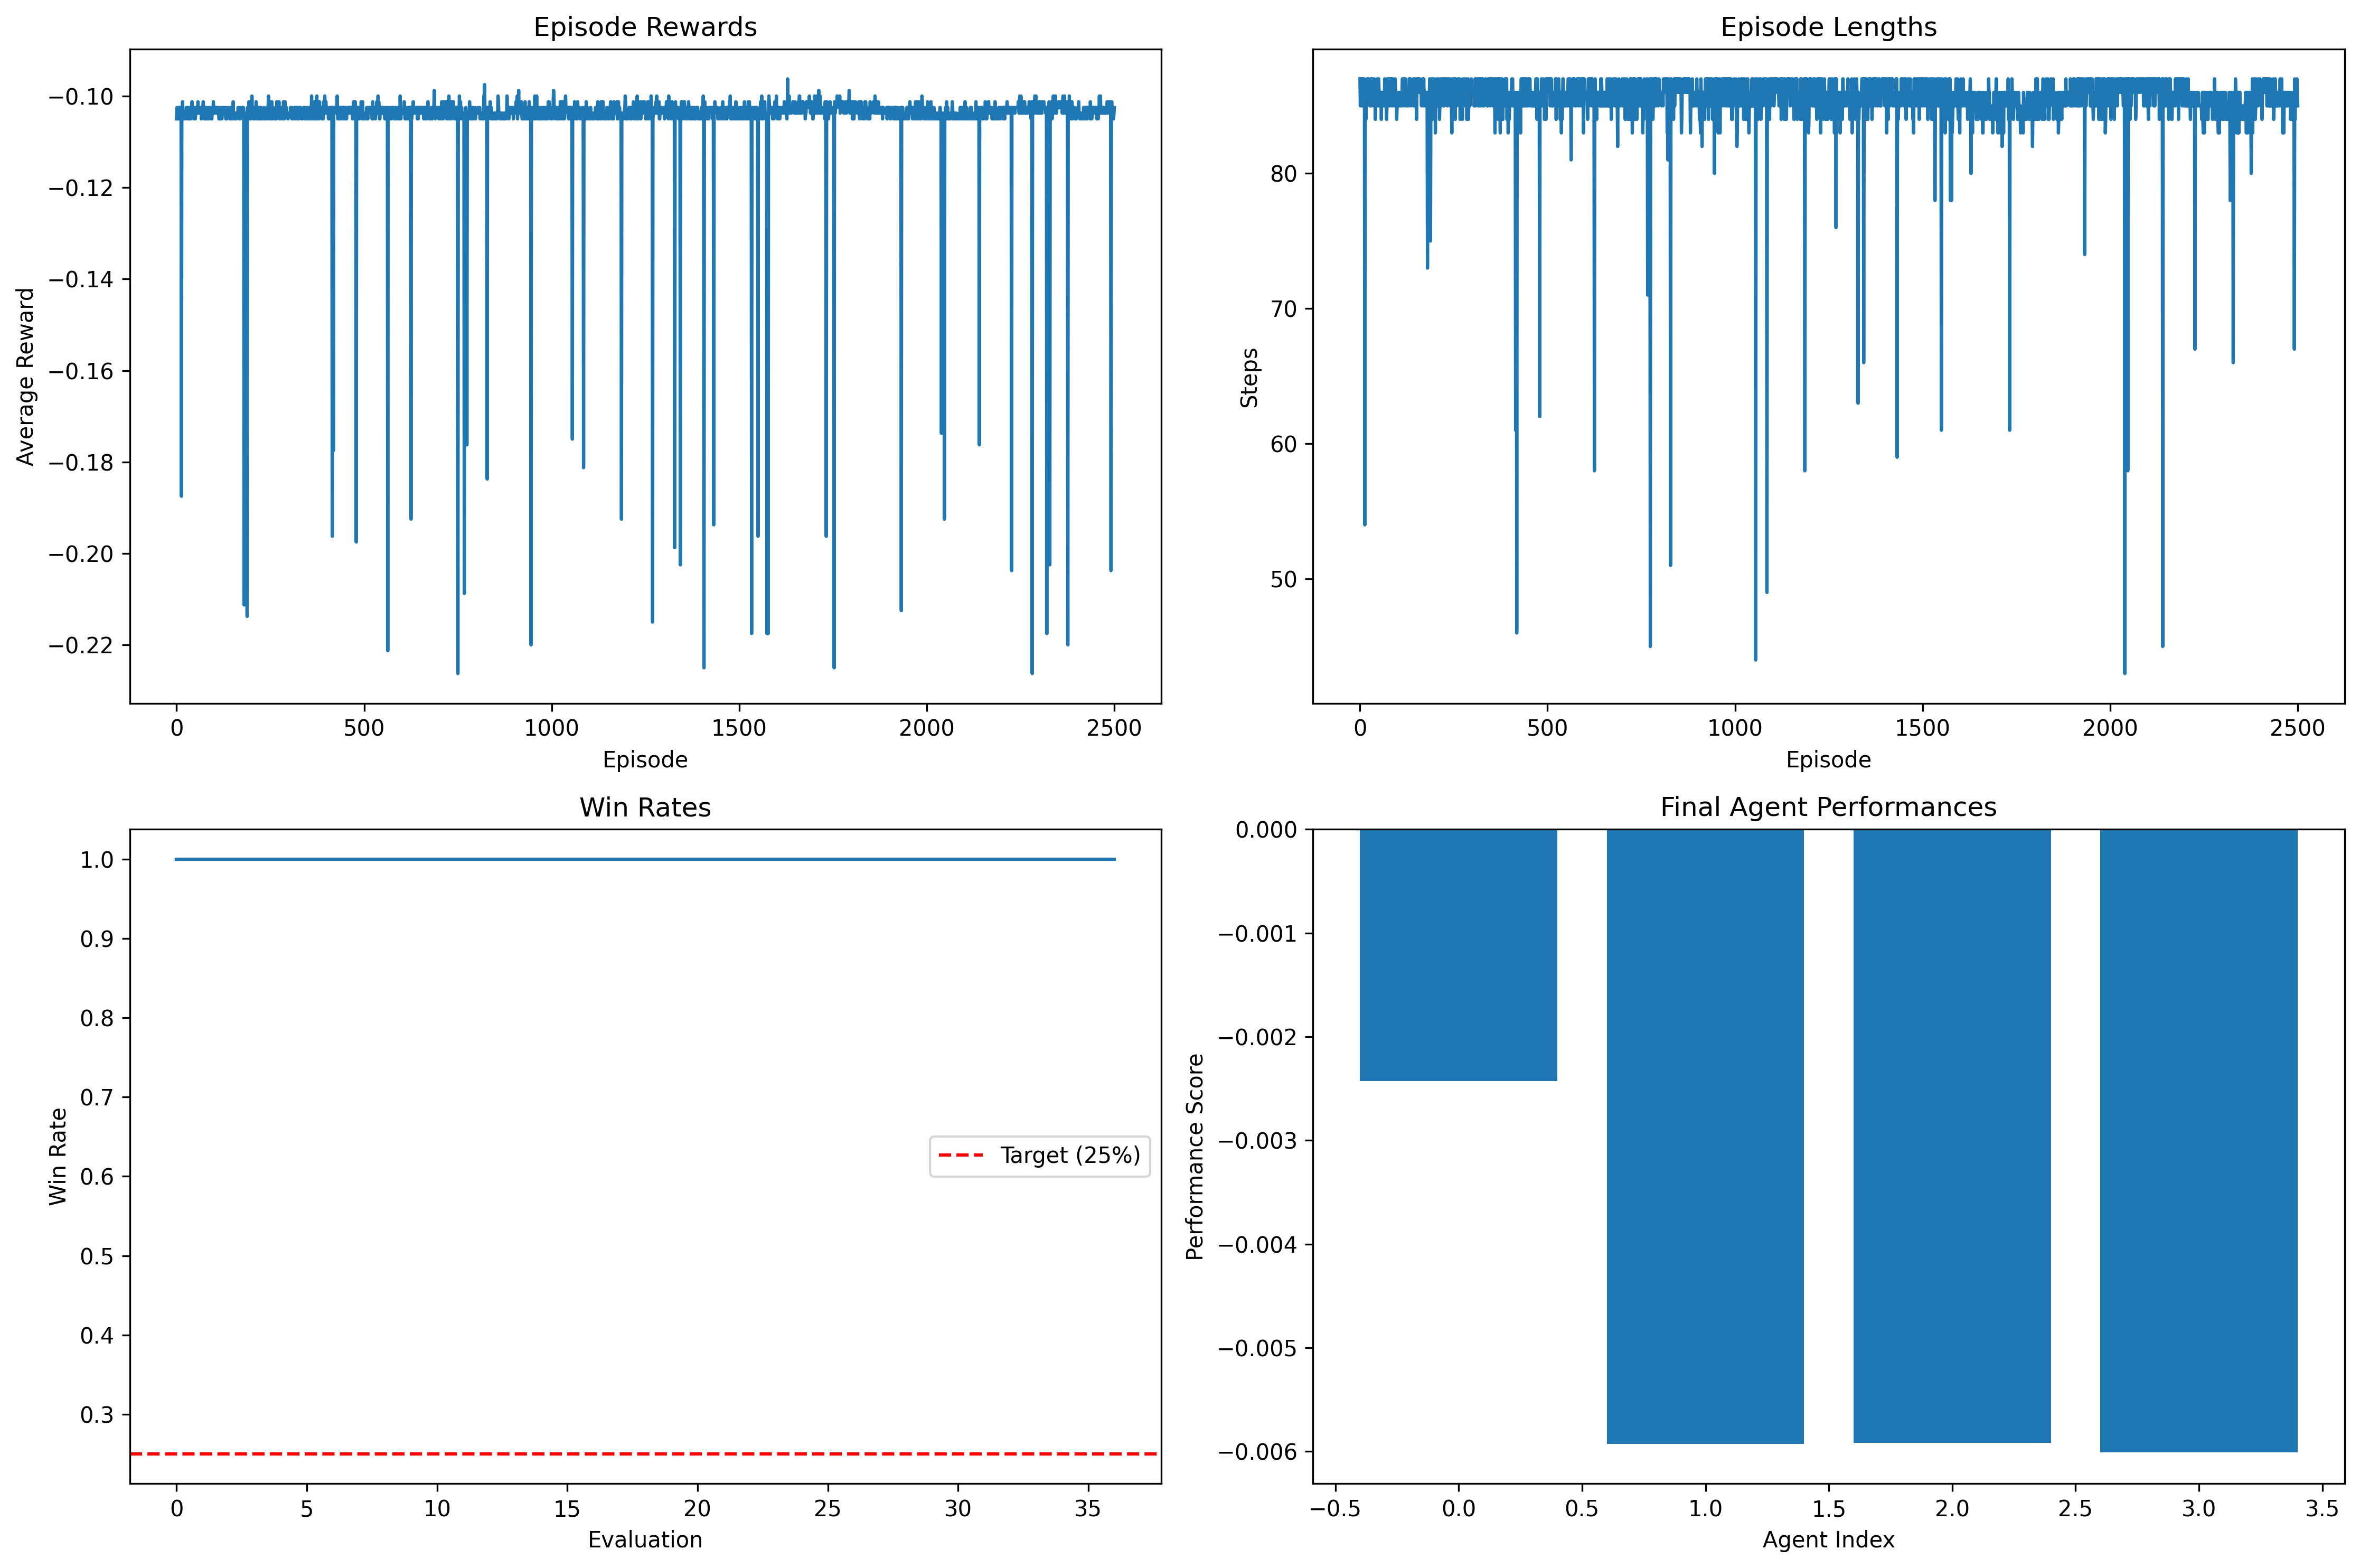 Episode Rewards
Average Reward
−0.10
−0.12
−0.14
−0.16
−0.18
−0.20
−0.22
0 500 1000 1500 2000 2500
Episode
Episode Lengths
Steps
80
70
60
50
0 500 1000 1500 2000 2500
Episode
Win Rates
Win Rate
1.0
0.9
0.8
0.7
0.6
0.5
0.4
0.3
Target (25%)
0 5 10 15 20 25 30 35
Evaluation
Final Agent Performances
Performance Score
0.000
−0.001
−0.002
−0.003
−0.004
−0.005
−0.006
−0.5 0.0 0.5 1.0 1.5 2.0 2.5 3.0 3.5
Agent Index